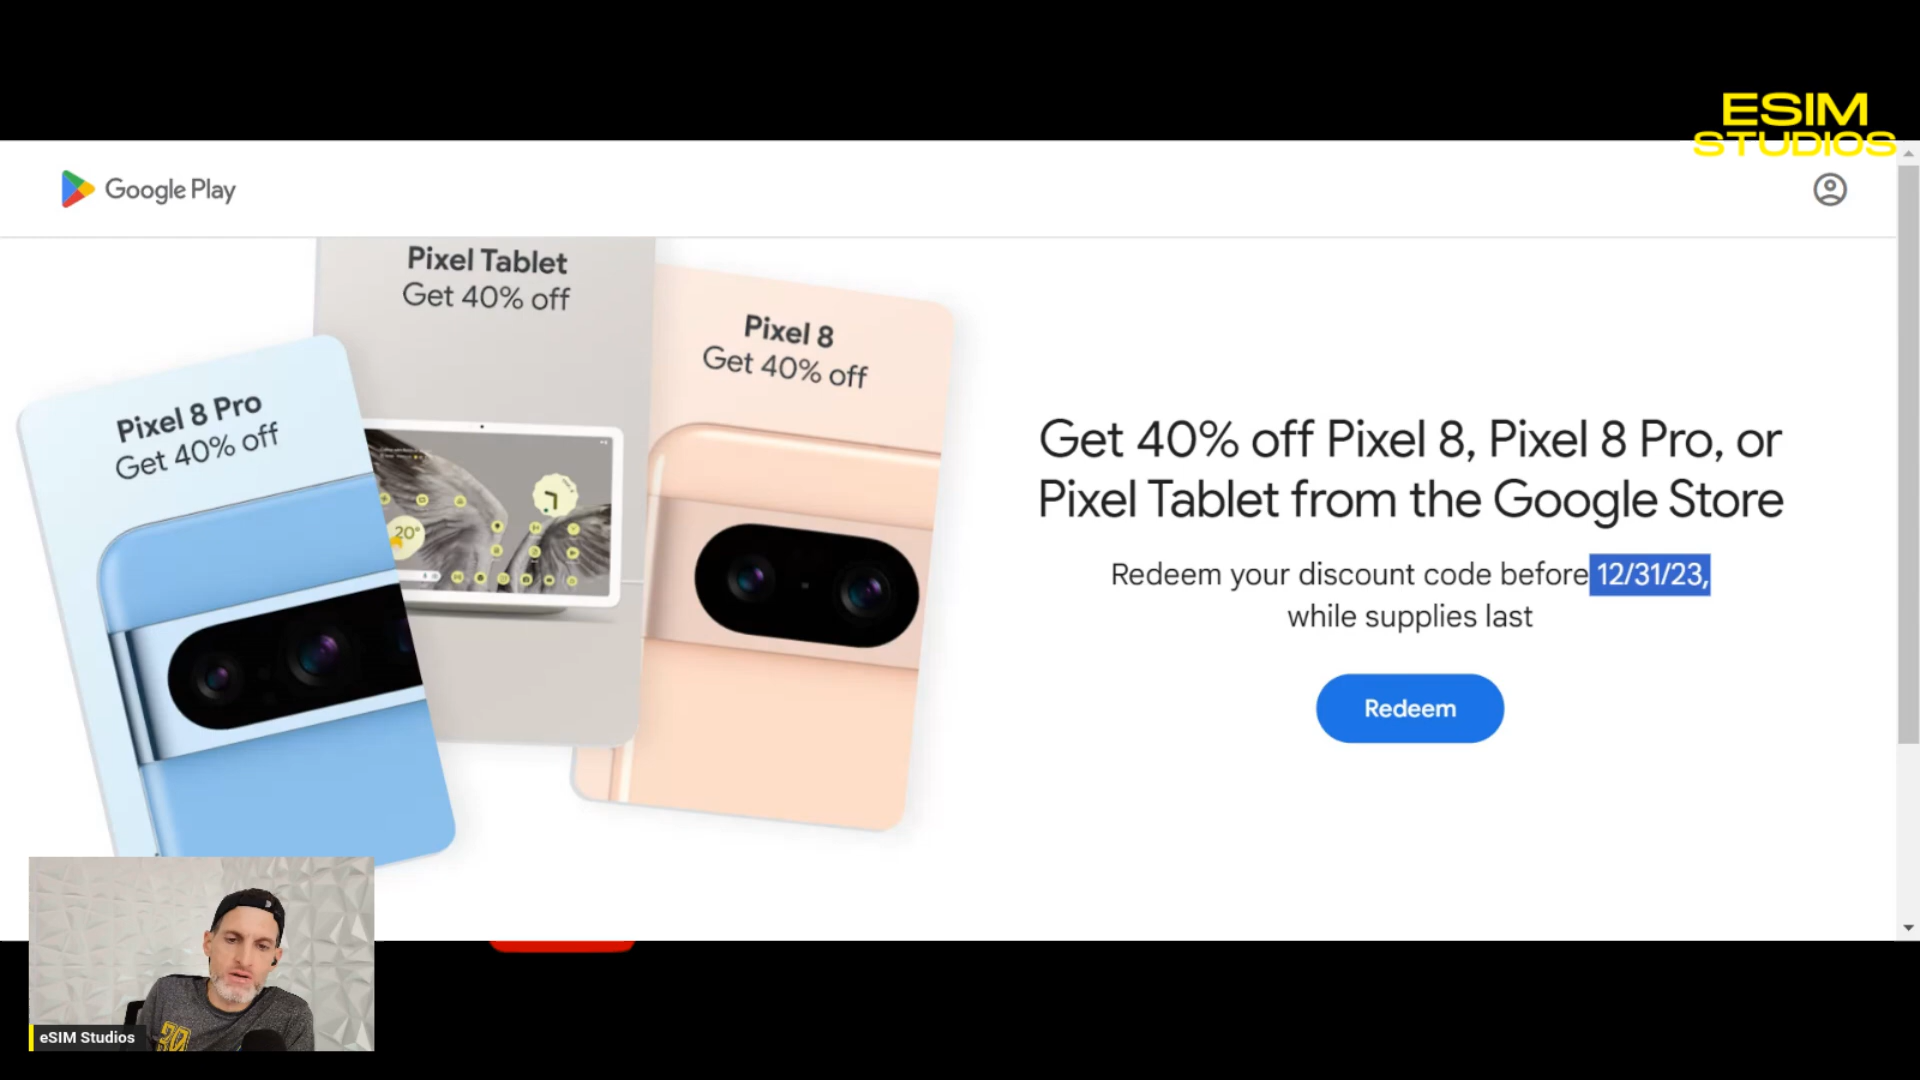 ESIM
STUDIOS
Google Play
Pixel Tablet
Get 40% off
Pixel 8
Get 40% off
Pixel 8 Pro
Get 40% off
20°
Get 40% off Pixel 8, Pixel 8 Pro, or
Pixel Tablet from the Google Store
Redeem your discount code before 12/31/23,
while supplies last
Redeem
eSIM Studios